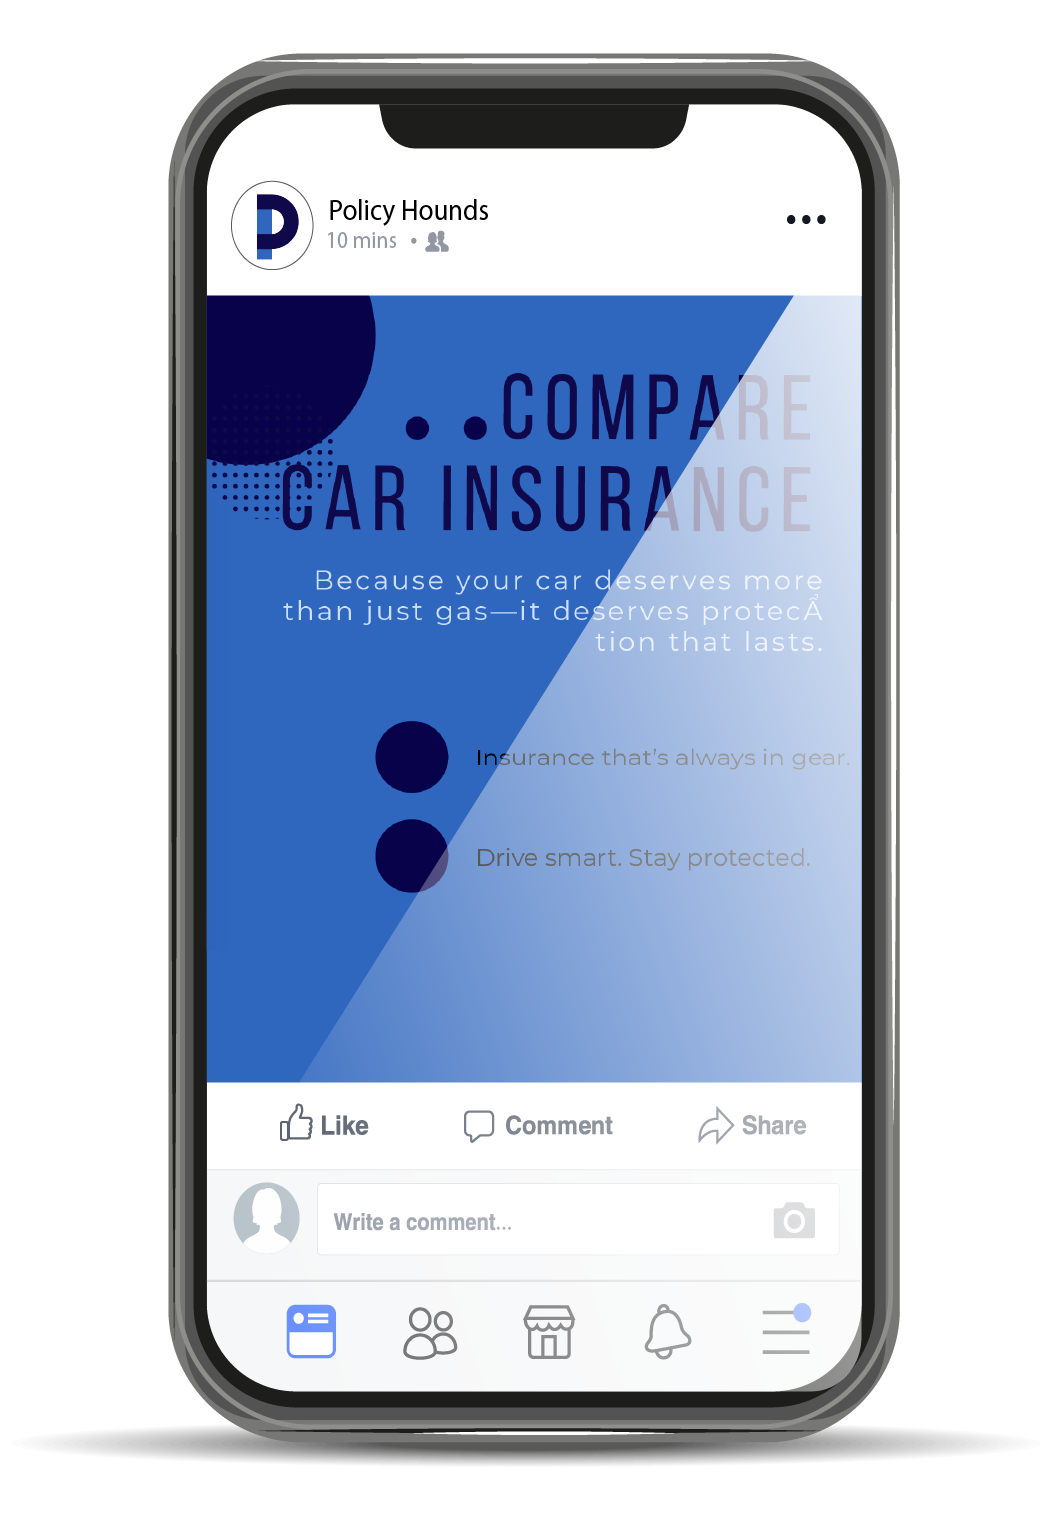 Policy Hounds
10 mins
COMPARE
CAR INSURANCE
Because your car deserves more
than just gas—it deserves protecÃ
tion that lasts.
Insurance that's always in gear.
Drive smart. Stay protected.
Like Comment Share
Write a comment...